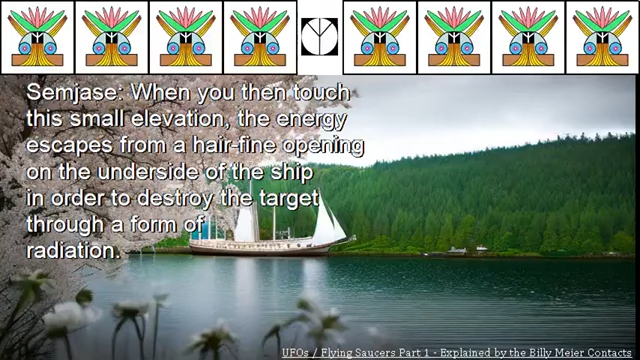 Semjase: When you then touch
this small elevation, the energy
escapes from a hair-fine opening
on the underside of the ship
in order to destroy the target
through a form of
radiation.
UFOs / Flying Saucers Part 1 - Explained by the Billy Meier Contacts